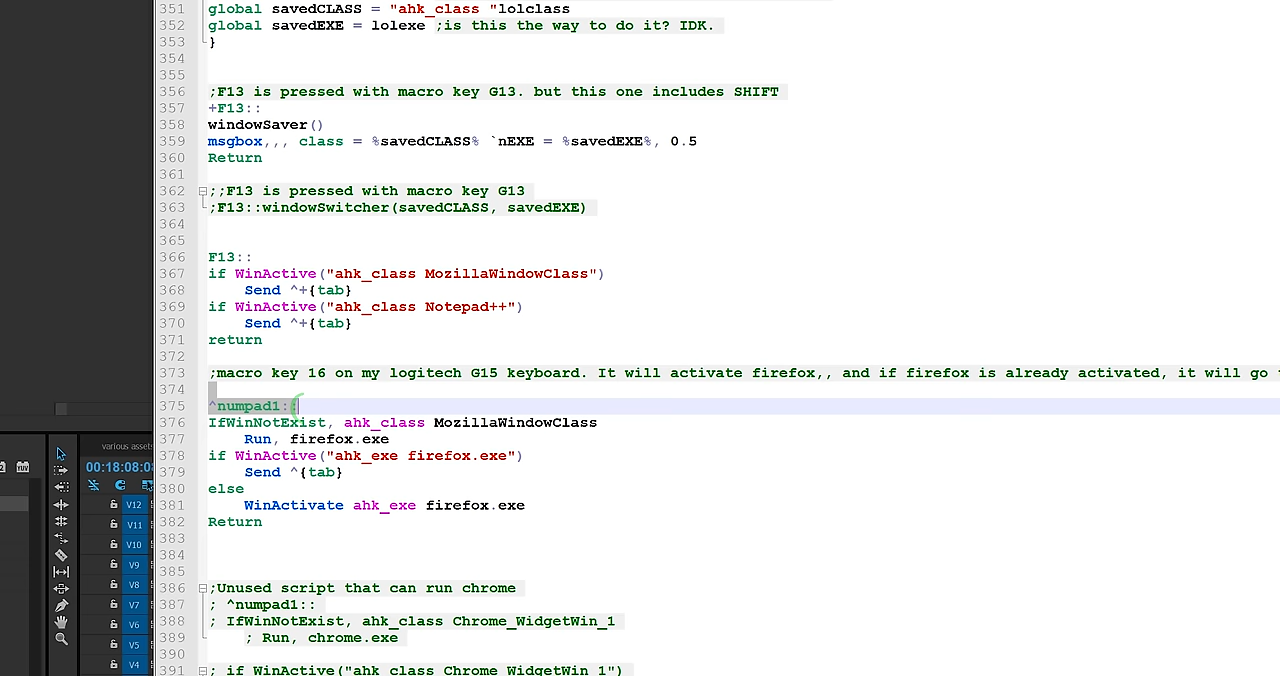 351 global savedCLASS = "ahk_class "lolclass
352 global savedEXE = lolexe ;is this the way to do it? IDK.
353 }
354
355
356 ;F13 is pressed with macro key G13. but this one includes SHIFT
357 +F13::
358 windowSaver()
359 msgbox,,, class = %savedCLASS% `nEXE = %savedEXE%, 0.5
360 Return
361
362 ;;F13 is pressed with macro key G13
363 ;F13::windowSwitcher(savedCLASS, savedEXE)
364
365
366 F13::
367 if WinActive("ahk_class MozillaWindowClass")
368 Send ^+{tab}
369 if WinActive("ahk_class Notepad++")
370 Send ^+{tab}
371 return
372
373 ;macro key 16 on my logitech G15 keyboard. It will activate firefox,, and if firefox is already activated, it will go
374
375 ^numpad1::
376 IfWinNotExist, ahk_class MozillaWindowClass
377 Run, firefox.exe
378 if WinActive("ahk_exe firefox.exe")
379 Send ^{tab}
380 else
381 WinActivate ahk_exe firefox.exe
382 Return
383
384
385
386 ;Unused script that can run chrome
387 ; ^numpad1::
388 ; IfWinNotExist, ahk_class Chrome_WidgetWin_1
389 ; Run, chrome.exe
390
391 ; if WinActive("ahk_class Chrome_WidgetWin_1")
various assets
00:18:08:0
V12
V11
V10
V9
V8
V7
V6
V5
V4